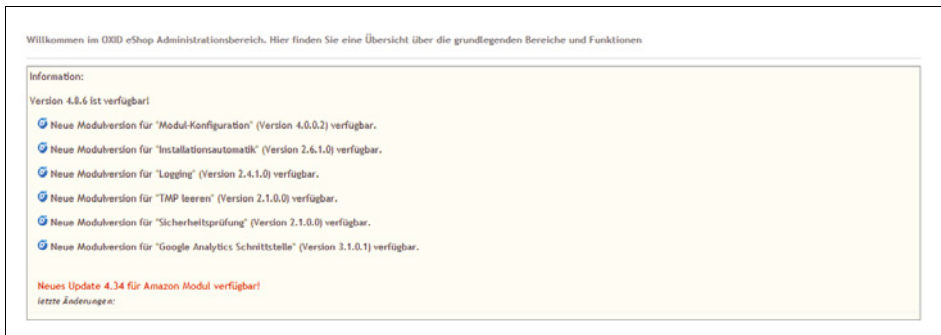 Willkommen im OXID eShop Administrationsbereich. Hier finden Sie eine Übersicht über die grundlegenden Bereiche und Funktionen
Information:
Version 4.8.6 ist verfügbar!
Neue Modulversion für "Modul-Konfiguration" (Version 4.0.0.2) verfügbar.
Neue Modulversion für "Installationsautomatik" (Version 2.6.1.0) verfügbar.
Neue Modulversion für "Logging" (Version 2.4.1.0) verfügbar.
Neue Modulversion für "TMP leeren" (Version 2.1.0.0) verfügbar.
Neue Modulversion für "Sicherheitsprüfung" (Version 2.1.0.0) verfügbar.
Neue Modulversion für "Google Analytics Schnittstelle" (Version 3.1.0.1) verfügbar.
Neues Update 4.34 für Amazon Modul verfügbar!
letzte Änderungen: